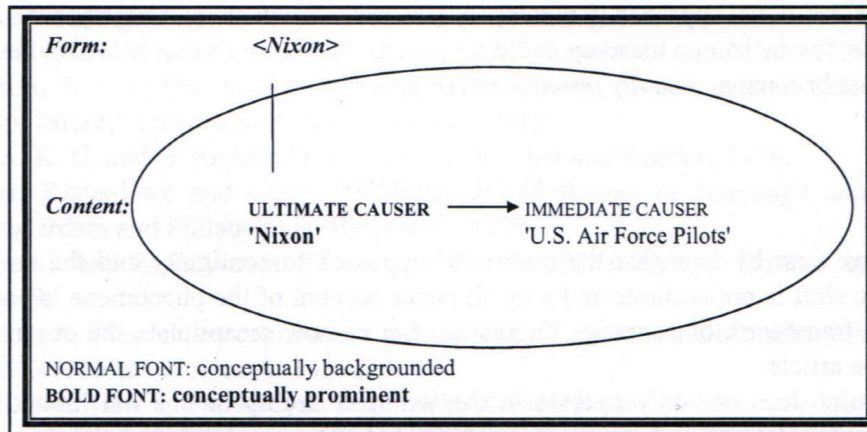 Form: <Nixon>
Content:
ULTIMATE CAUSER IMMEDIATE CAUSER
'Nixon' 'U.S. Air Force Pilots'
NORMAL FONT: conceptually backgrounded
BOLD FONT: conceptually prominent